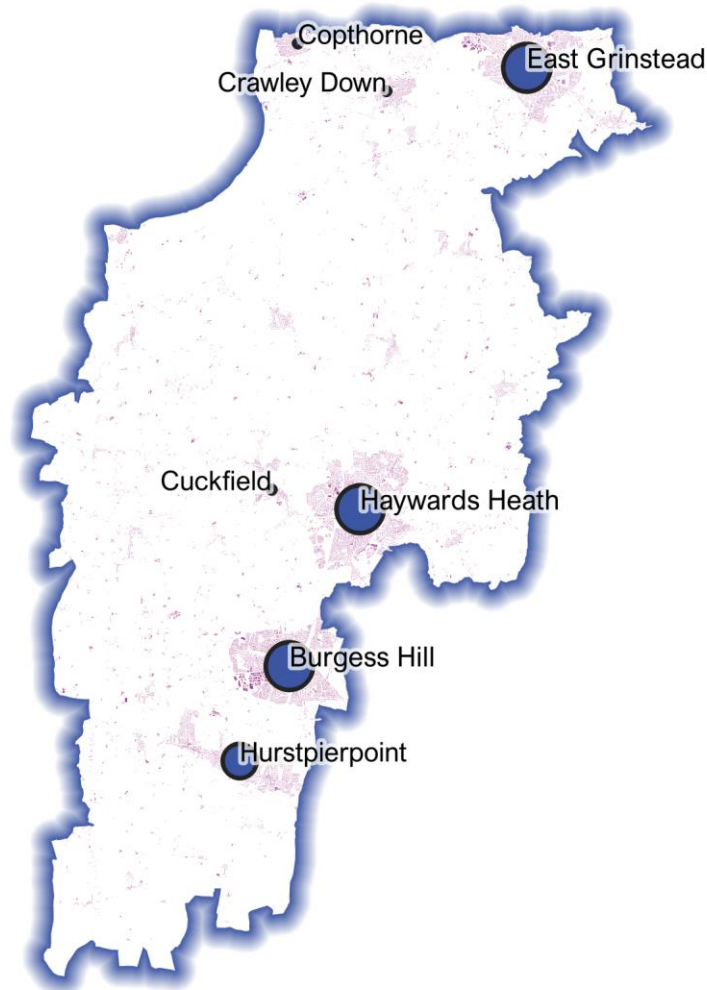 Copthorne
East Grinstead
Crawley Down
Cuckfield
Haywards Heath
Burgess Hill
Hurstpierpoint